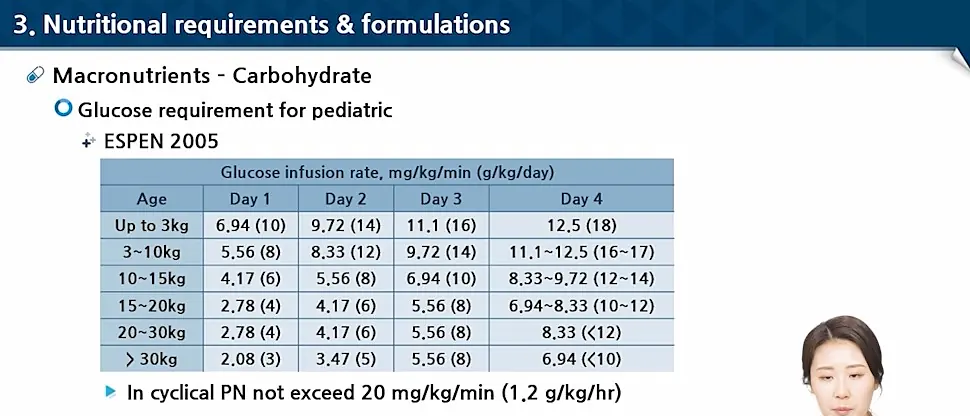 3. Nutritional requirements & formulations
Macronutrients - Carbohydrate
Glucose requirement for pediatric
ESPEN 2005
Glucose infusion rate, mg/kg/min (g/kg/day)
Age Day 1 Day 2 Day 3 Day 4
Up to 3kg 6.94 (10) 9.72 (14) 11.1 (16) 12.5 (18)
3~10kg 5.56 (8) 8.33 (12) 9.72 (14) 11.1~12.5 (16~17)
10~15kg 4.17 (6) 5.56 (8) 6.94 (10) 8.33~9.72 (12~14)
15~20kg 2.78 (4) 4.17 (6) 5.56 (8) 6.94~8.33 (10~12)
20~30kg 2.78 (4) 4.17 (6) 5.56 (8) 8.33 (<12)
> 30kg 2.08 (3) 3.47 (5) 5.56 (8) 6.94 (<10)
In cyclical PN not exceed 20 mg/kg/min (1.2 g/kg/hr)